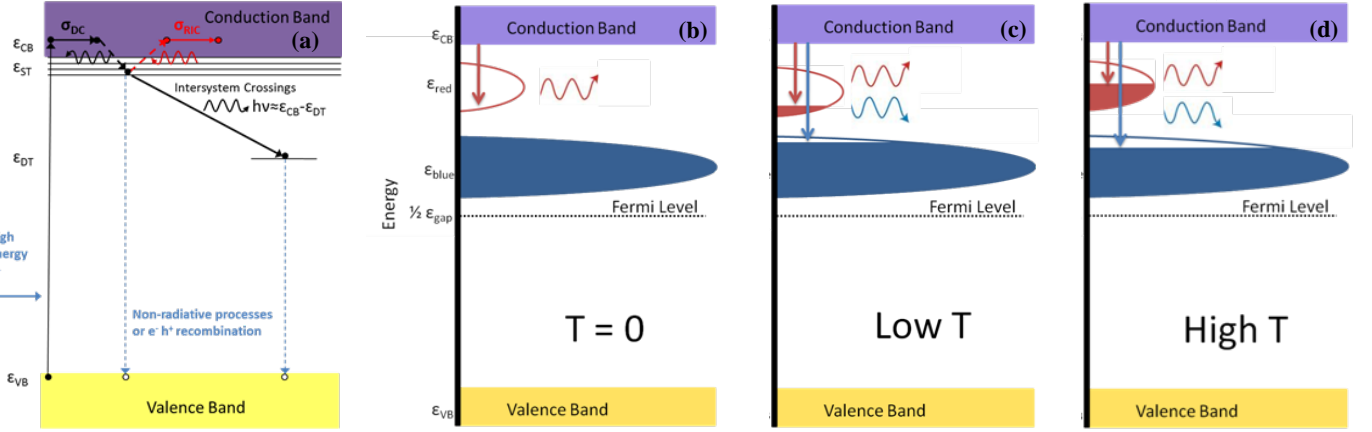 Conduction Band
(a)
σDC
σRIC
εCB
εST
Intersystem Crossings
hν≈εCB-εDT
εDT
Non-radiative processes
or e- h+ recombination
εVB
Valence Band
Energy
(b)
Conduction Band
εCB
εred
εblue
½ εgap
Fermi Level
T = 0
εVB
Valence Band
(c)
Conduction Band
Fermi Level
Low T
Valence Band
(d)
Conduction Band
Fermi Level
High T
Valence Band